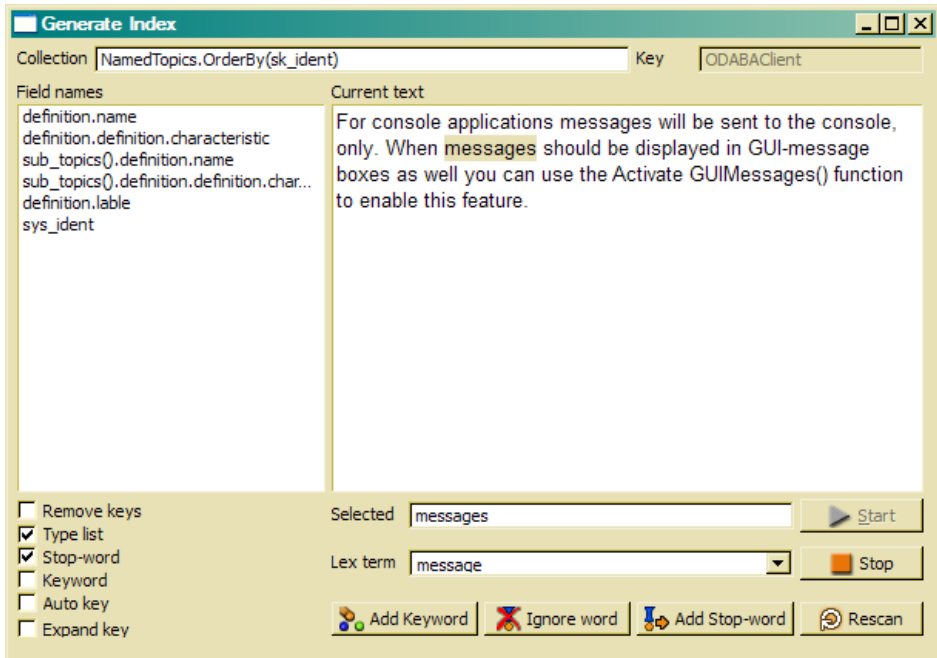 Generate Index
Collection NamedTopics.OrderBy(sk_ident) Key ODABAClient
Field names
definition.name
definition.definition.characteristic
sub_topics().definition.name
sub_topics().definition.definition.char...
definition.lable
sys_ident
Current text
For console applications messages will be sent to the console,
only. When messages should be displayed in GUI-message
boxes as well you can use the Activate GUIMessages() function
to enable this feature.
Remove keys
Type list
Stop-word
Keyword
Auto key
Expand key
Selected messages Start
Lex term message Stop
Add Keyword Ignore word Add Stop-word Rescan